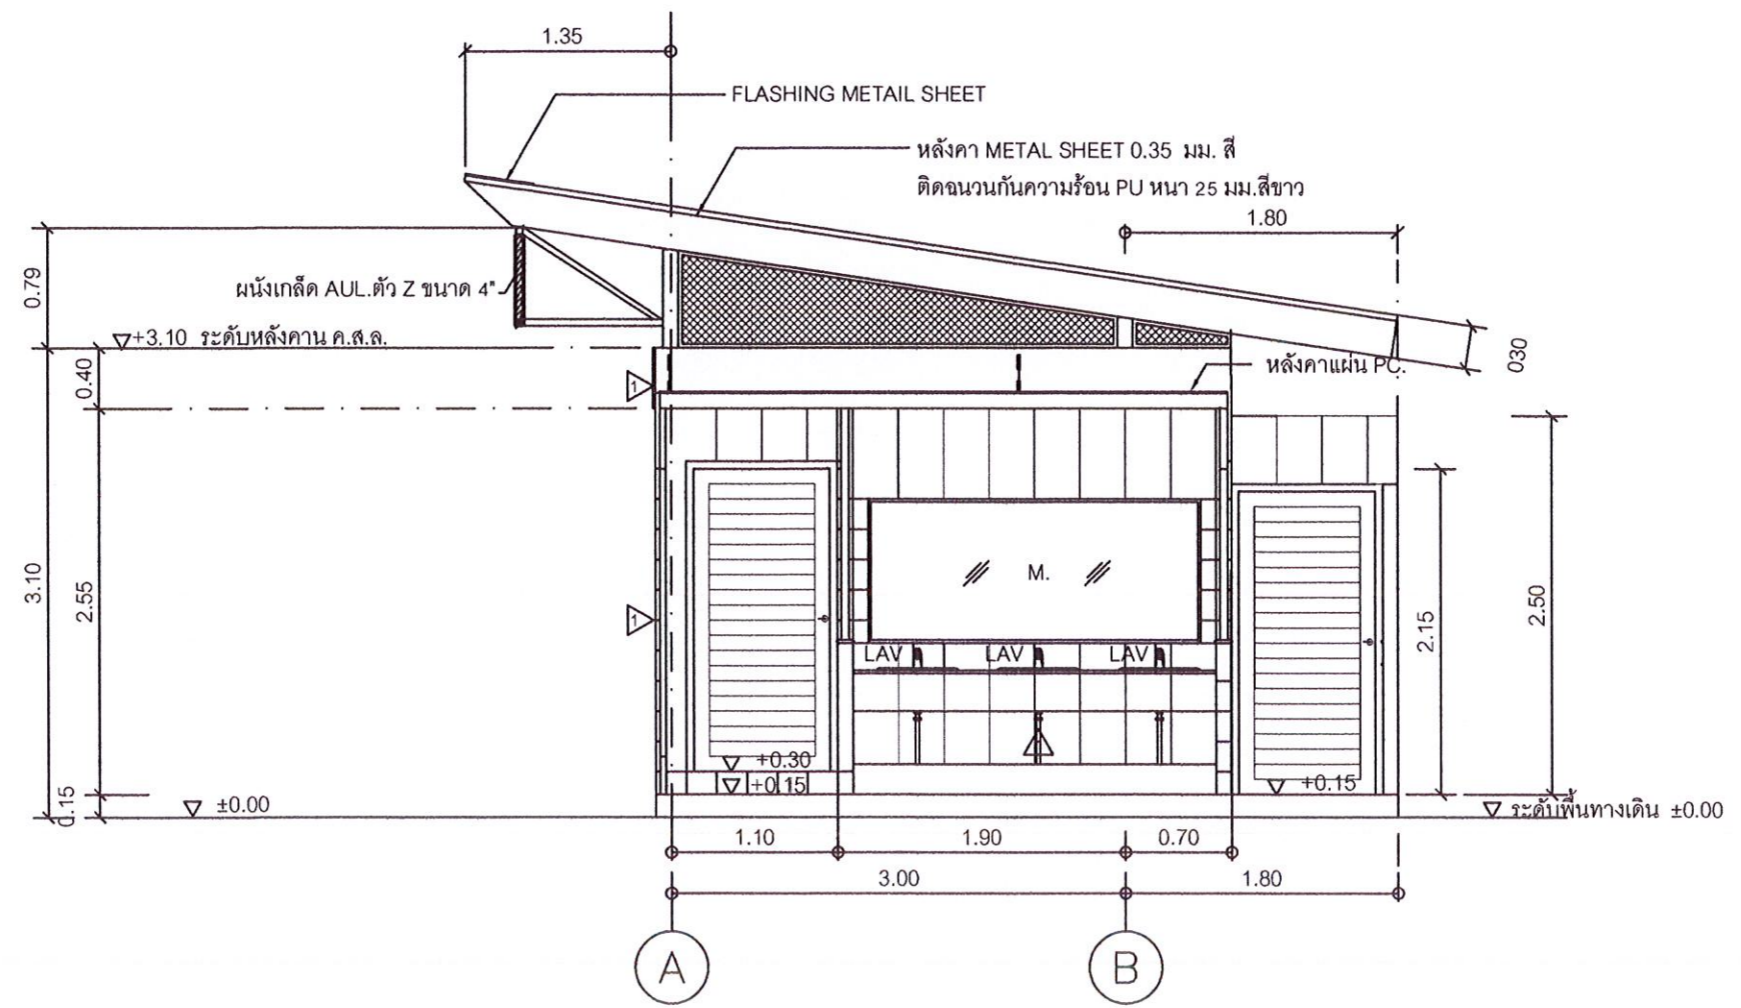 1.35
FLASHING METAIL SHEET
หลังคา METAL SHEET 0.35 มม. สี
ติดฉนวนกันความร้อน PU หนา 25 มม.สีขาว
1.80
0.79
ผนังเกล็ด AUL.ตัว Z ขนาด 4"
+3.10 ระดับหลังคาน ค.ส.ล.
030
0.40
1
หลังคาแผ่น PC.
3.10
2.55
1
M.
2.15
2.50
LAV LAV LAV
+0.30
+0.15
+0.15
0.15
±0.00
ระดับพื้นทางเดิน ±0.00
1.10 1.90 0.70
3.00 1.80
A B